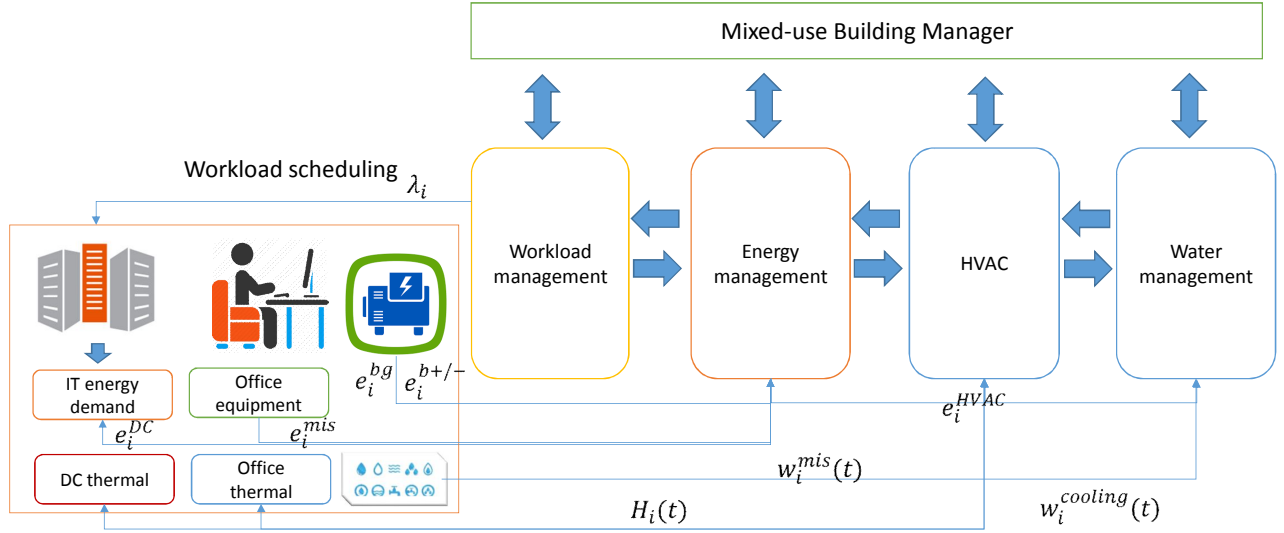 Mixed-use Building Manager
Workload scheduling
λ_i
Workload
management
Energy
management
HVAC
Water
management
IT energy
demand
Office
equipment
e_i^{bg}
e_i^{b+/−}
e_i^{HVAC}
e_i^{DC}
e_i^{mis}
DC thermal
Office
thermal
w_i^{mis}(t)
H_i(t)
w_i^{cooling}(t)